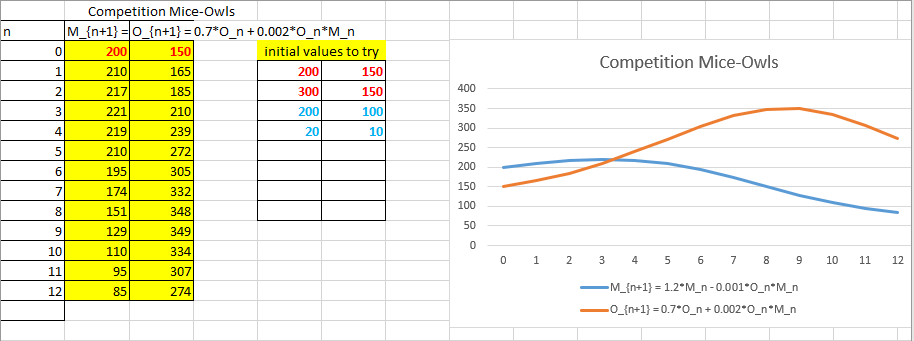 Competition Mice-Owls
n M_{n+1} = O_{n+1} = 0.7*O_n + 0.002*O_n*M_n
0 200 150 initial values to try
1 210 165 200 150
2 217 185 300 150
3 221 210 200 100
4 219 239 20 10
5 210 272
6 195 305
7 174 332
8 151 348
9 129 349
10 110 334
11 95 307
12 85 274
Competition Mice-Owls
400
350
300
250
200
150
100
50
0
0 1 2 3 4 5 6 7 8 9 10 11 12
M_{n+1} = 1.2*M_n - 0.001*O_n*M_n
O_{n+1} = 0.7*O_n + 0.002*O_n*M_n